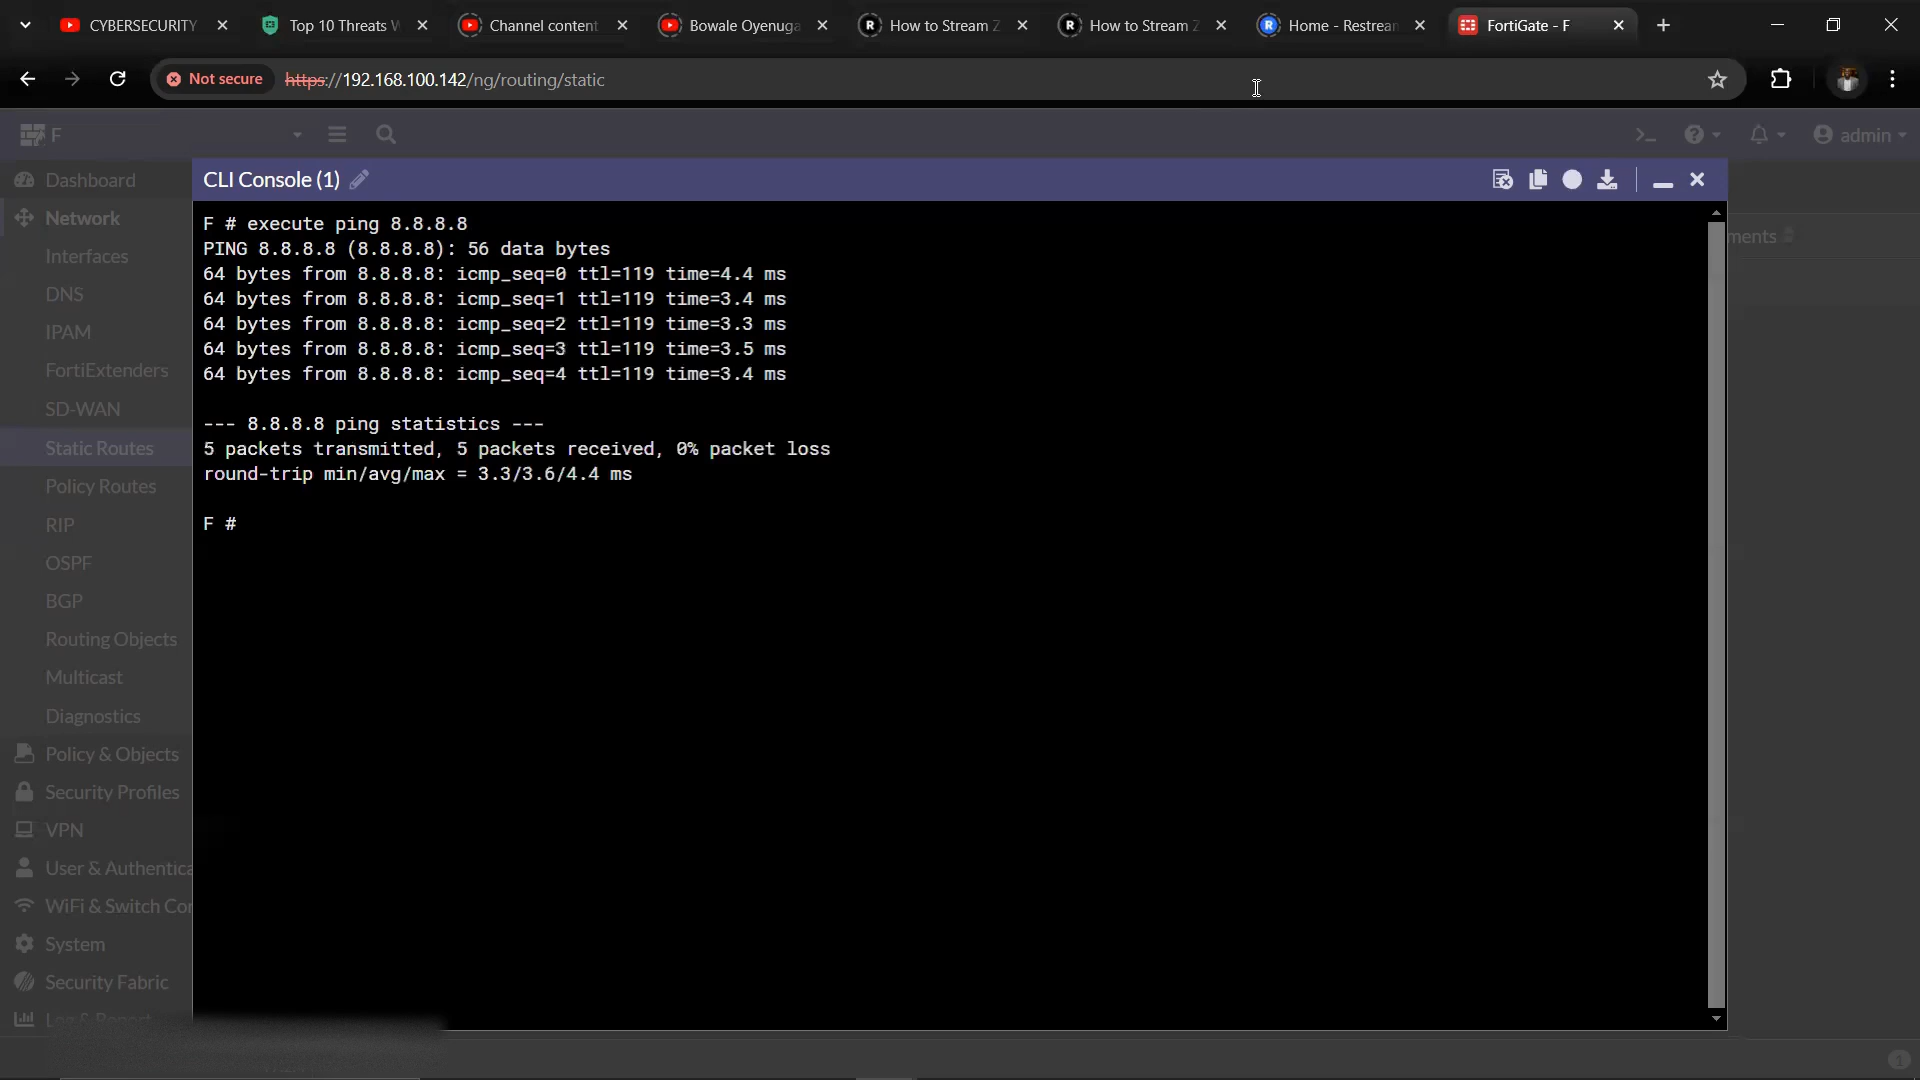 CYBERSECURITY
Top 10 Threats
Channel content
Bowale Oyenuga
How to Stream Z
How to Stream Z
Home - Restream
FortiGate - F
Not secure
https://192.168.100.142/ng/routing/static
F
admin
Dashboard
Network
Interfaces
DNS
IPAM
FortiExtenders
SD-WAN
Static Routes
Policy Routes
RIP
OSPF
BGP
Routing Objects
Multicast
Diagnostics
Policy & Objects
Security Profiles
VPN
User & Authentica
WiFi & Switch Con
System
Security Fabric
Log & Report
CLI Console (1)
F # execute ping 8.8.8.8
PING 8.8.8.8 (8.8.8.8): 56 data bytes
64 bytes from 8.8.8.8: icmp_seq=0 ttl=119 time=4.4 ms
64 bytes from 8.8.8.8: icmp_seq=1 ttl=119 time=3.4 ms
64 bytes from 8.8.8.8: icmp_seq=2 ttl=119 time=3.3 ms
64 bytes from 8.8.8.8: icmp_seq=3 ttl=119 time=3.5 ms
64 bytes from 8.8.8.8: icmp_seq=4 ttl=119 time=3.4 ms
--- 8.8.8.8 ping statistics ---
5 packets transmitted, 5 packets received, 0% packet loss
round-trip min/avg/max = 3.3/3.6/4.4 ms
F #
ments
1